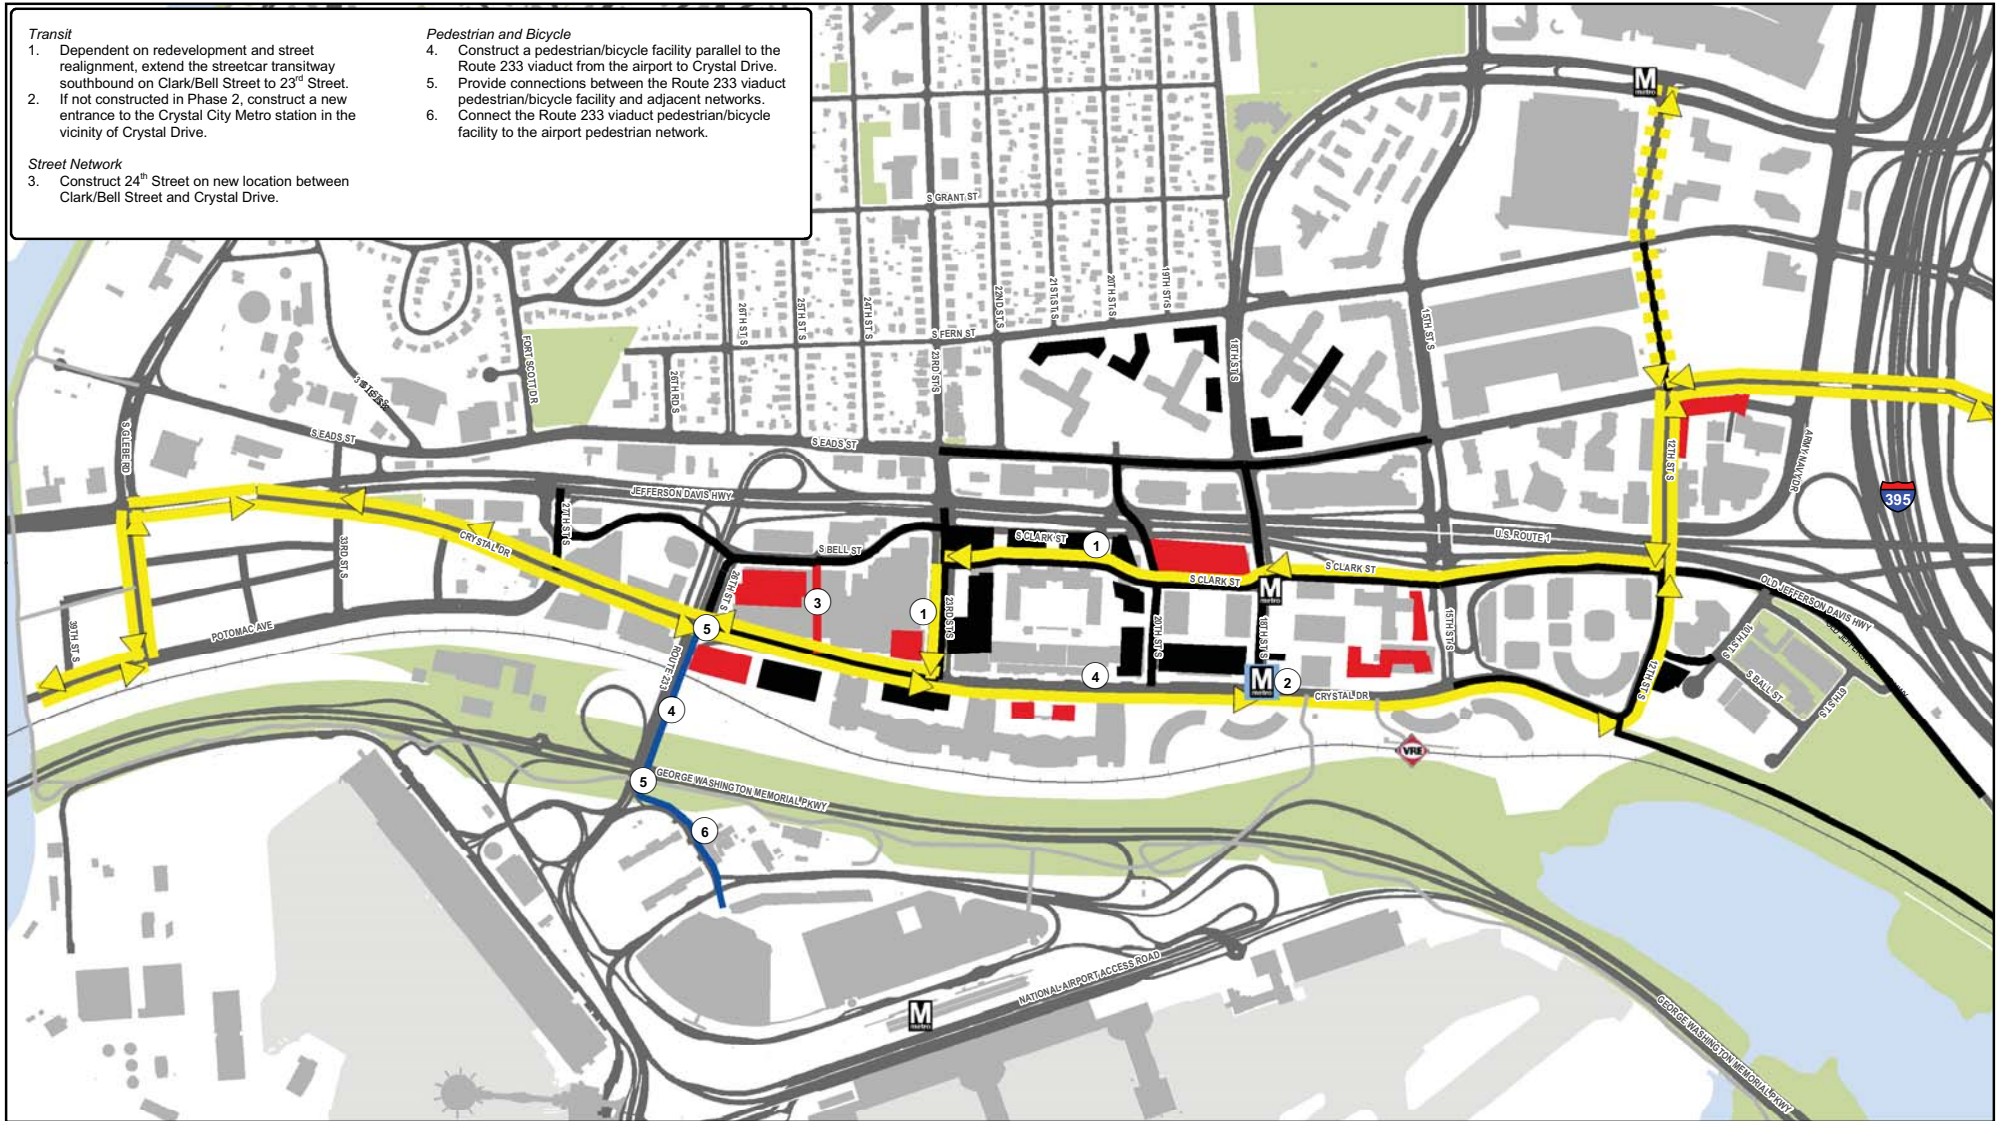 Transit
1. Dependent on redevelopment and street
realignment, extend the streetcar transitway
southbound on Clark/Bell Street to 23rd Street.
2. If not constructed in Phase 2, construct a new
entrance to the Crystal City Metro station in the
vicinity of Crystal Drive.
Street Network
3. Construct 24th Street on new location between
Clark/Bell Street and Crystal Drive.
Pedestrian and Bicycle
4. Construct a pedestrian/bicycle facility parallel to the
Route 233 viaduct from the airport to Crystal Drive.
5. Provide connections between the Route 233 viaduct
pedestrian/bicycle facility and adjacent networks.
6. Connect the Route 233 viaduct pedestrian/bicycle
facility to the airport pedestrian network.
M
metro
S GRANT ST
26TH ST S
25TH ST S
24TH ST S
22ND ST S
21ST ST S
20TH ST S
19TH ST S
S FERN ST
23RD ST S
18TH ST S
15TH ST S
FORT SCOTT DR
26TH RD S
S GLEBE RD
S EADS ST
S EADS ST
12TH ST S
ARMY NAVY DR
395
JEFFERSON DAVIS HWY
27TH ST S
CRYSTAL DR
33RD ST S
S BELL ST
S CLARK ST
1
U.S. ROUTE 1
S CLARK ST
S CLARK ST
M
metro
OLD JEFFERSON DAVIS HWY
26TH ST S
3
1
23RD ST S
20TH ST S
18TH ST S
15TH ST S
10TH ST S
39TH ST S
POTOMAC AVE
5
ROUTE 233
4
M
metro
2
CRYSTAL DR
12TH ST S
S BALL ST
6TH ST S
4
VRE
5
GEORGE WASHINGTON MEMORIAL PKWY
6
NATIONAL AIRPORT ACCESS ROAD
M
metro
GEORGE WASHINGTON MEMORIAL PKWY